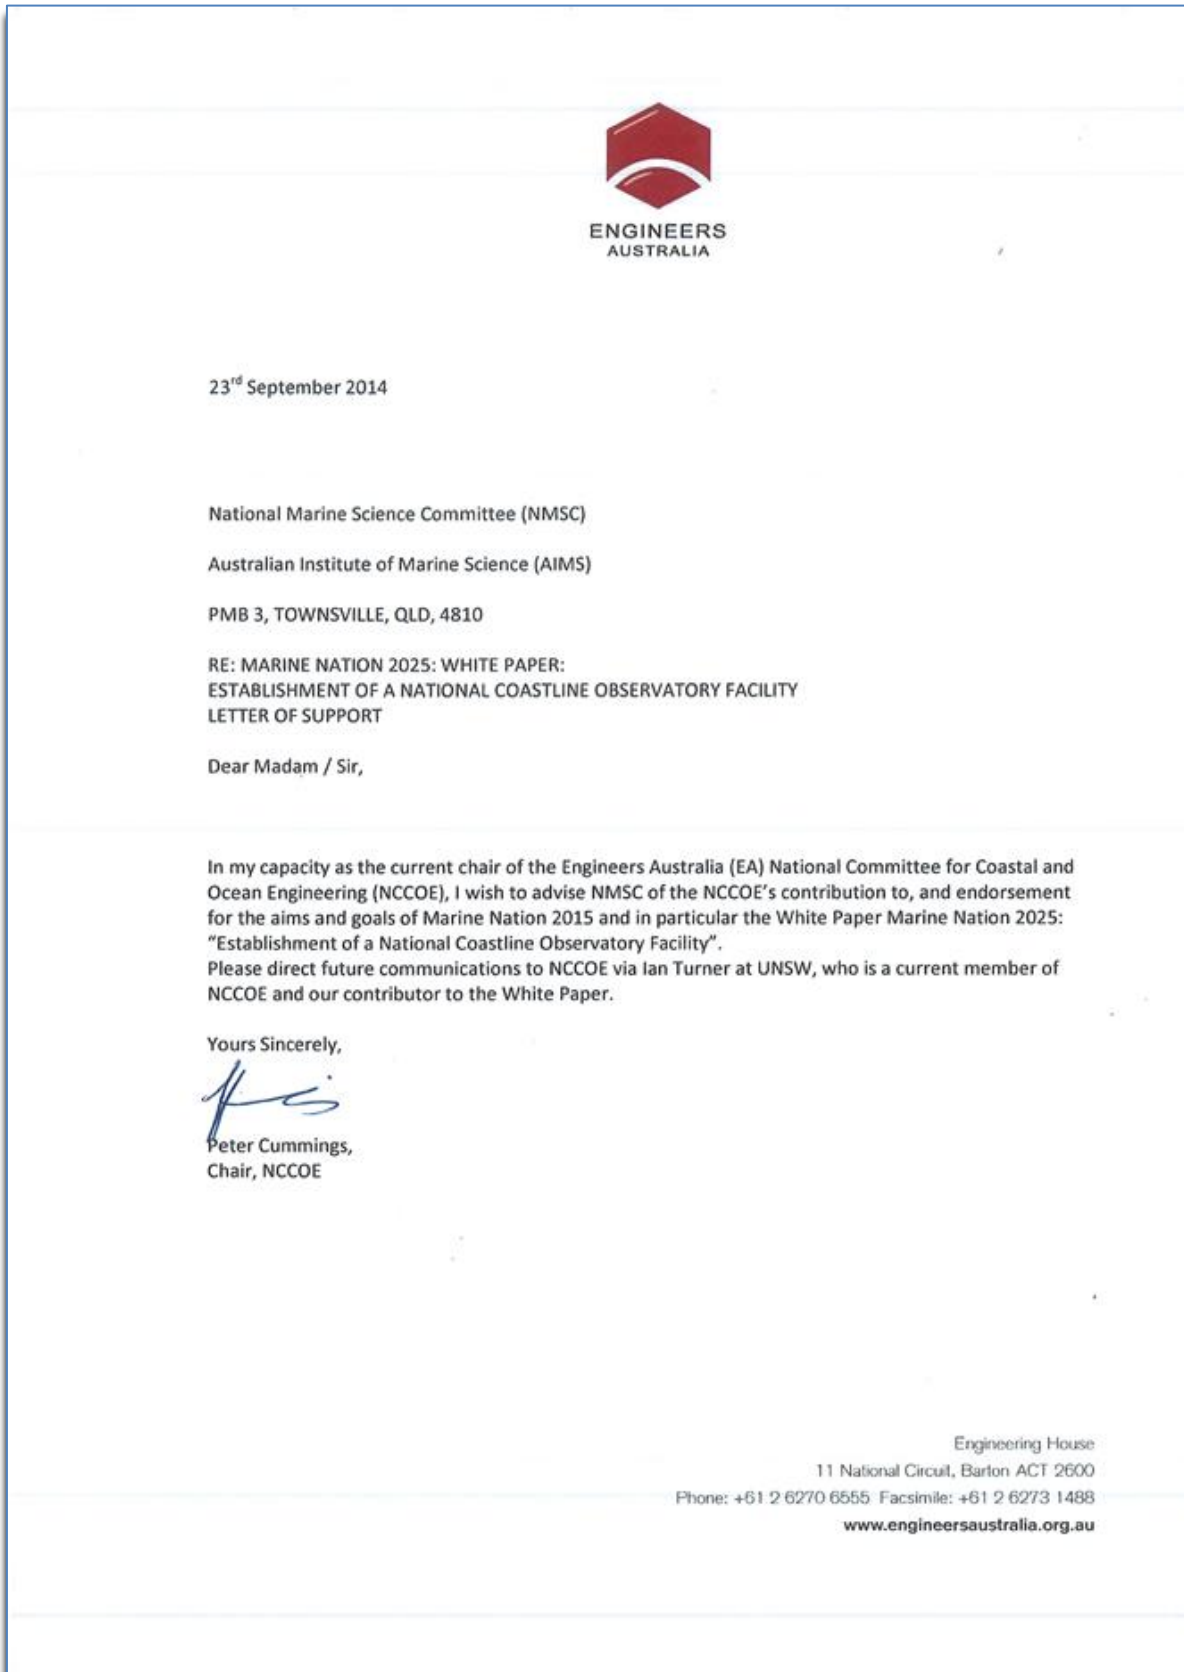 ENGINEERS
AUSTRALIA
23rd September 2014
National Marine Science Committee (NMSC)
Australian Institute of Marine Science (AIMS)
PMB 3, TOWNSVILLE, QLD, 4810
RE: MARINE NATION 2025: WHITE PAPER:
ESTABLISHMENT OF A NATIONAL COASTLINE OBSERVATORY FACILITY
LETTER OF SUPPORT
Dear Madam / Sir,
In my capacity as the current chair of the Engineers Australia (EA) National Committee for Coastal and
Ocean Engineering (NCCOE), I wish to advise NMSC of the NCCOE's contribution to, and endorsement
for the aims and goals of Marine Nation 2015 and in particular the White Paper Marine Nation 2025:
“Establishment of a National Coastline Observatory Facility”.
Please direct future communications to NCCOE via Ian Turner at UNSW, who is a current member of
NCCOE and our contributor to the White Paper.
Yours Sincerely,
Peter Cummings,
Chair, NCCOE
Engineering House
11 National Circuit, Barton ACT 2600
Phone: +61 2 6270 6555 Facsimile: +61 2 6273 1488
www.engineersaustralia.org.au